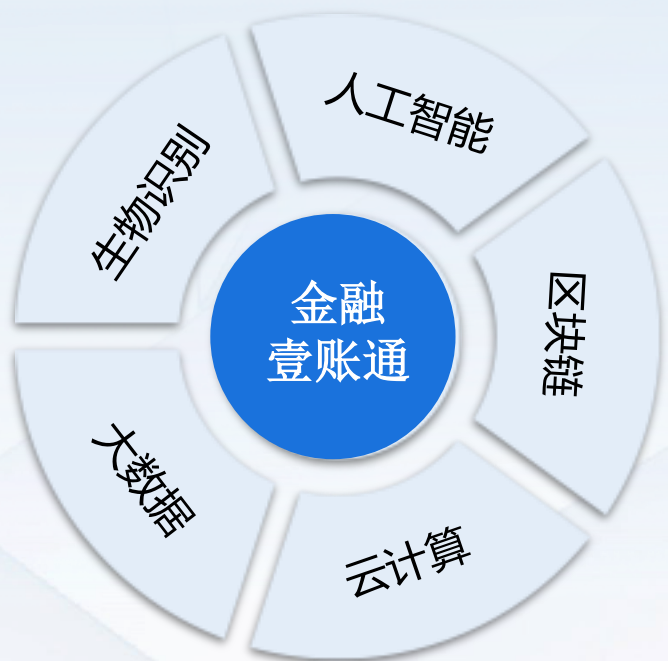 人工智能
生物识别
金融
壹账通
区块链
大数据
云计算